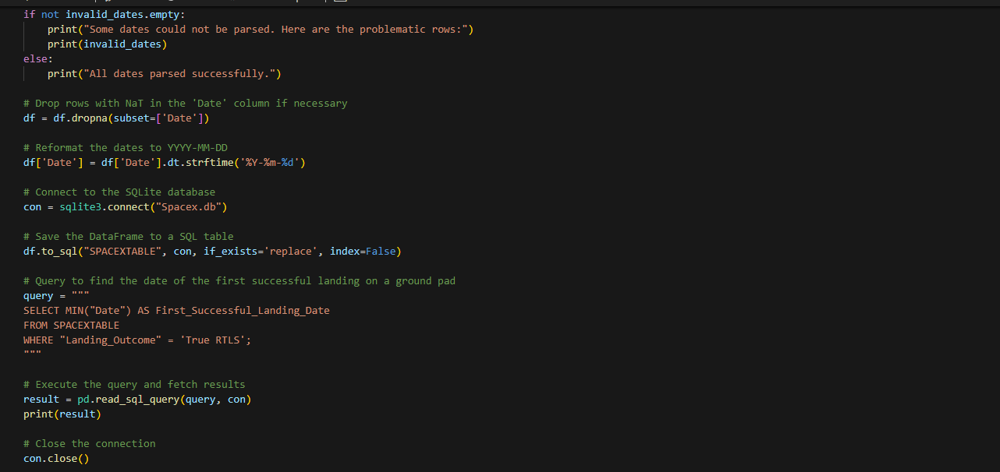 if not invalid_dates.empty:
    print("Some dates could not be parsed. Here are the problematic rows:")
    print(invalid_dates)
else:
    print("All dates parsed successfully.")
# Drop rows with NaT in the 'Date' column if necessary
df = df.dropna(subset=['Date'])
# Reformat the dates to YYYY-MM-DD
df['Date'] = df['Date'].dt.strftime('%Y-%m-%d')
# Connect to the SQLite database
con = sqlite3.connect("Spacex.db")
# Save the DataFrame to a SQL table
df.to_sql("SPACEXTABLE", con, if_exists='replace', index=False)
# Query to find the date of the first successful landing on a ground pad
query = """
SELECT MIN("Date") AS First_Successful_Landing_Date
FROM SPACEXTABLE
WHERE "Landing_Outcome" = 'True RTLS';
"""
# Execute the query and fetch results
result = pd.read_sql_query(query, con)
print(result)
# Close the connection
con.close()